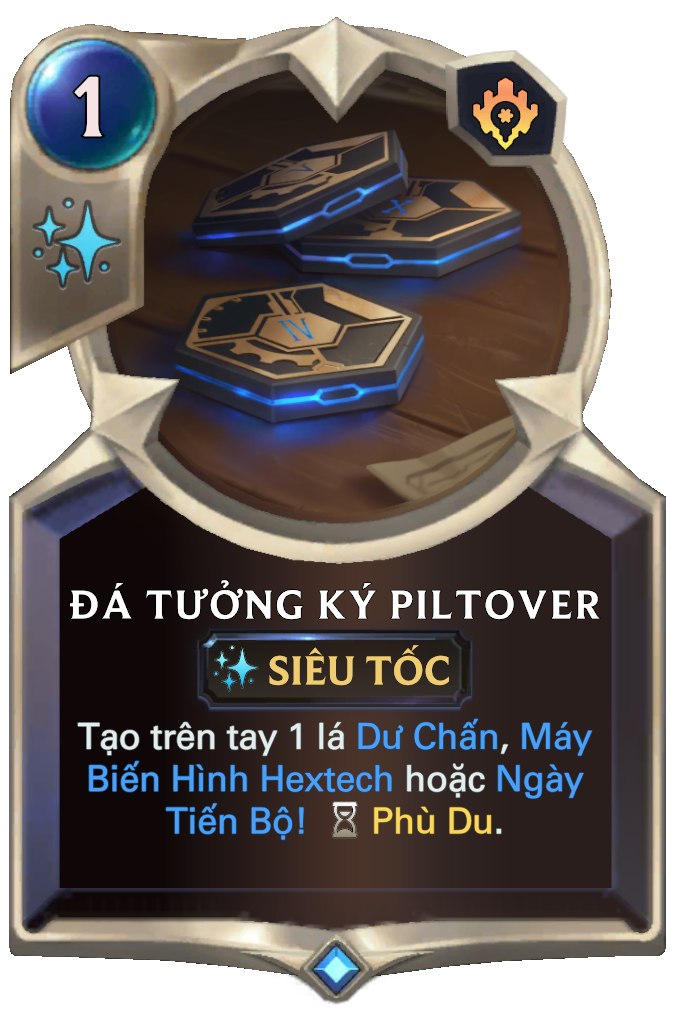 1
V
X
IV
ĐÁ TƯỞNG KÝ PILTOVER
SIÊU TỐC
Tạo trên tay 1 lá Dư Chấn, Máy
Biến Hình Hextech hoặc Ngày
Tiến Bộ! Phù Du.